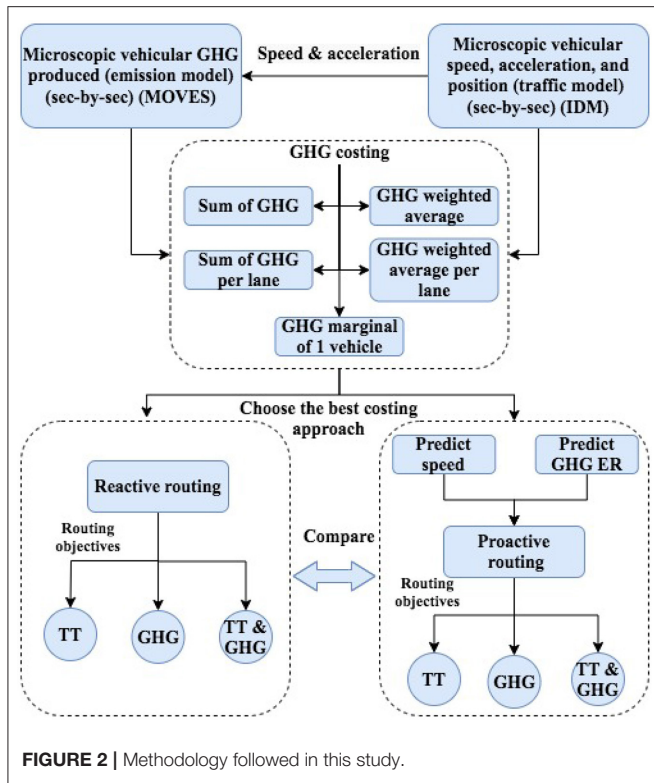 Microscopic vehicular GHG
produced (emission model)
(sec-by-sec) (MOVES)
Speed & acceleration
Microscopic vehicular
speed, acceleration, and
position (traffic model)
(sec-by-sec) (IDM)
GHG costing
Sum of GHG
GHG weighted
average
Sum of GHG
per lane
GHG weighted
average per
lane
GHG marginal
of 1 vehicle
Choose the best costing
approach
Reactive routing
Routing
objectives
TT
GHG
TT &
GHG
Compare
Predict
speed
Predict
GHG ER
Proactive
routing
Routing
objectives
TT
GHG
TT &
GHG
FIGURE 2 | Methodology followed in this study.